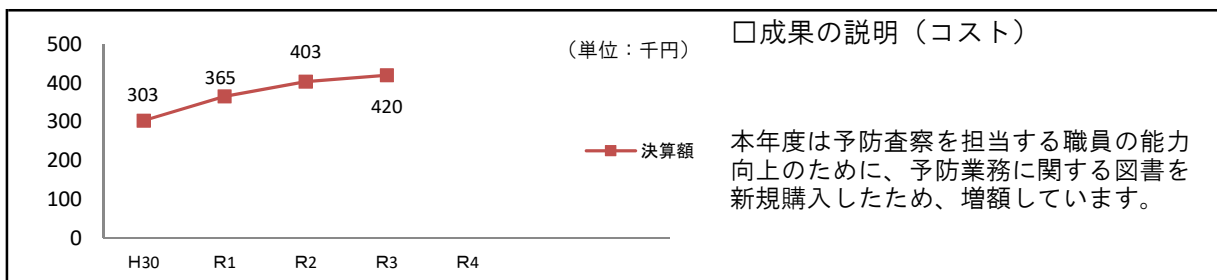 □成果の説明（コスト）
（単位：千円）
500
400
300
200
100
0
303
365
403
420
H30
R1
R2
R3
R4
決算額
本年度は予防査察を担当する職員の能力
向上のために、予防業務に関する図書を
新規購入したため、増額しています。